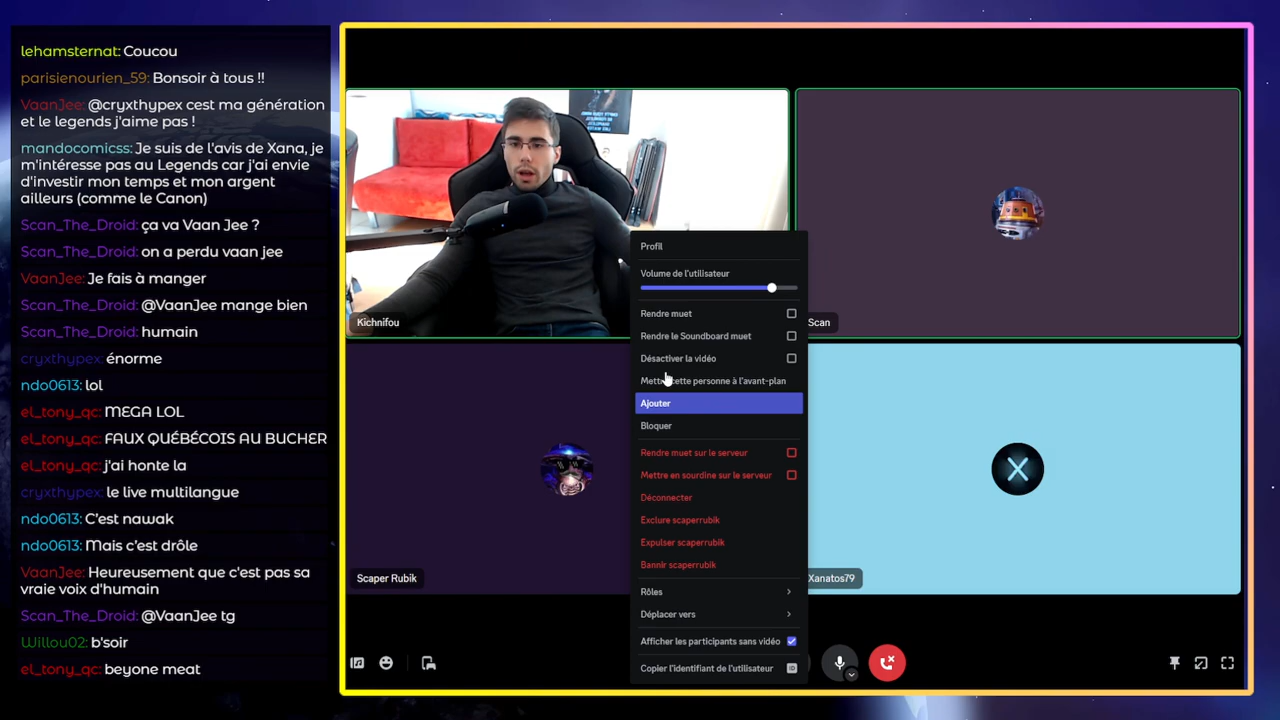 lehamsternat: Coucou
parisienourien_59: Bonsoir à tous !!
VaanJee: @cryxthypex cest ma génération
et le legends j'aime pas !
mandocomicss: Je suis de l'avis de Xana, je
m'intéresse pas au Legends car j'ai envie
d'investir mon temps et mon argent
ailleurs (comme le Canon)
Scan_The_Droid: ça va Vaan Jee ?
Scan_The_Droid: on a perdu vaan jee
VaanJee: Je fais à manger
Scan_The_Droid: @VaanJee mange bien
Scan_The_Droid: humain
cryxthypex: énorme
ndo0613: lol
el_tony_qc: MEGA LOL
el_tony_qc: FAUX QUÉBÉCOIS AU BUCHER
el_tony_qc: j'ai honte la
cryxthypex: le live multilangue
ndo0613: C'est nawak
ndo0613: Mais c'est drôle
VaanJee: Heureusement que c'est pas sa
vraie voix d'humain
Scan_The_Droid: @VaanJee tg
Willou02: b'soir
el_tony_qc: beyone meat
Kichnifou
Scan
Scaper Rubik
Xanatos79
Profil
Volume de l'utilisateur
Rendre muet
Rendre le Soundboard muet
Désactiver la vidéo
Mettre cette personne à l'avant-plan
Ajouter
Bloquer
Rendre muet sur le serveur
Mettre en sourdine sur le serveur
Déconnecter
Exclure scaperrubik
Expulser scaperrubik
Bannir scaperrubik
Rôles
Déplacer vers
Afficher les participants sans vidéo
Copier l'identifiant de l'utilisateur
ID